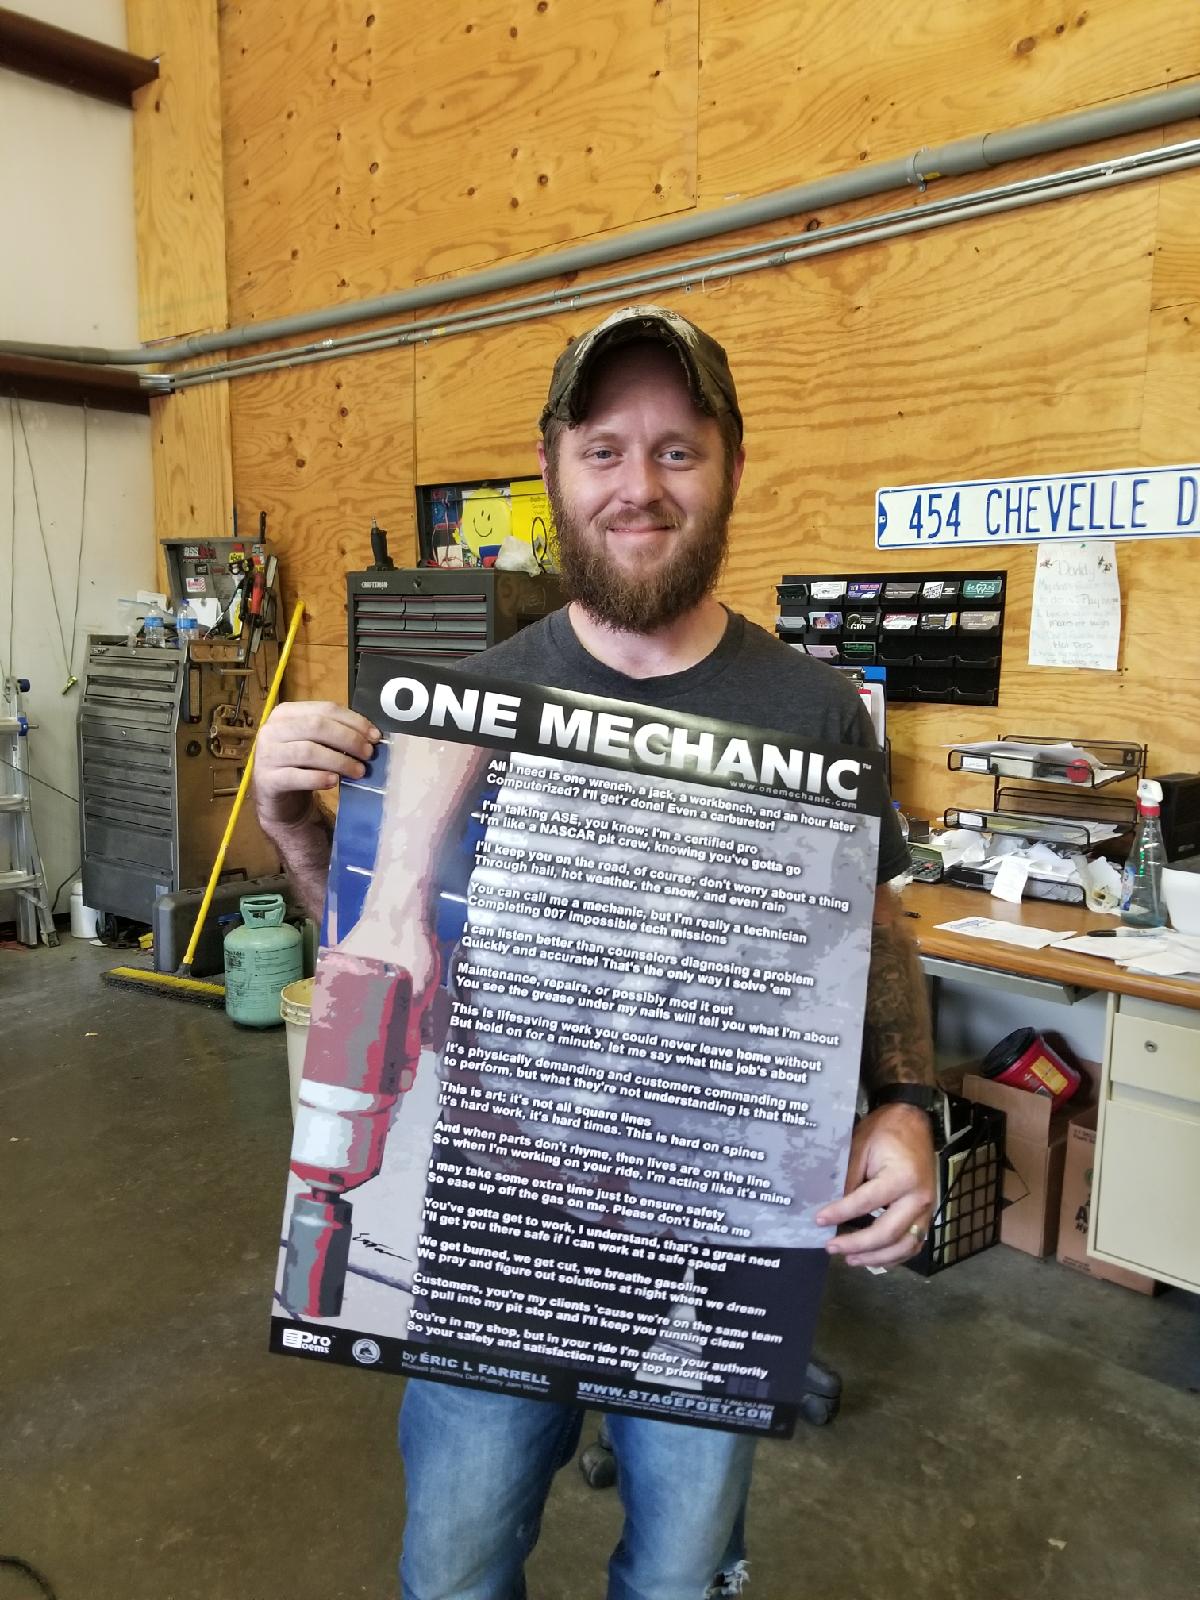 454 CHEVELLE D
CRAFTSMAN
Daddy
ONE MECHANIC™
www.onemechanic.com
All I need is one wrench, a jack, a workbench, and an hour later
Computerized? I'll get'r done! Even a carburetor!
I'm talking ASE, you know; I'm a certified pro
I'm like a NASCAR pit crew, knowing you've gotta go
I'll keep you on the road, of course; don't worry about a thing
Through hail, hot weather, the snow, and even rain
You can call me a mechanic, but I'm really a technician
Completing 007 impossible tech missions
I can listen better than counselors diagnosing a problem
Quickly and accurate! That's the only way I solve 'em
Maintenance, repairs, or possibly mod it out
You see the grease under my nails will tell you what I'm about
This is lifesaving work you could never leave home without
But hold on for a minute, let me say what this job's about
It's physically demanding and customers commanding me
to perform, but what they're not understanding is that this...
This is art; it's not all square lines
It's hard work, it's hard times. This is hard on spines
And when parts don't rhyme, then lives are on the line
So when I'm working on your ride, I'm acting like it's mine
I may take some extra time just to ensure safety
So ease up off the gas on me. Please don't brake me
You've gotta get to work, I understand, that's a great need
I'll get you there safe if I can work at a safe speed
We get burned, we get cut, we breathe gasoline
We pray and figure out solutions at night when we dream
Customers, you're my clients 'cause we're on the same team
So pull into my pit stop and I'll keep you running clean
You're in my shop, but in your ride I'm under your authority
So your safety and satisfaction are my top priorities.
Pro
oems
by ERIC L FARRELL
Russell Simmons Def Poetry Jam Winner
WWW.STAGEPOET.COM